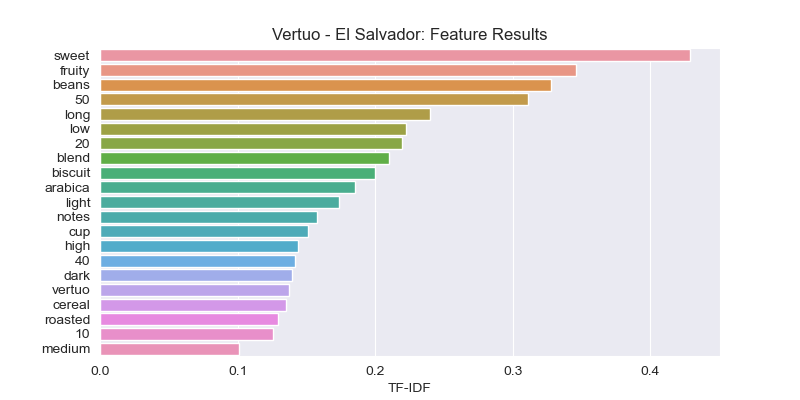 Vertuo - El Salvador: Feature Results
sweet
fruity
beans
50
long
low
20
blend
biscuit
arabica
light
notes
cup
high
40
dark
vertuo
cereal
roasted
10
medium
0.0 0.1 0.2 0.3 0.4
TF-IDF